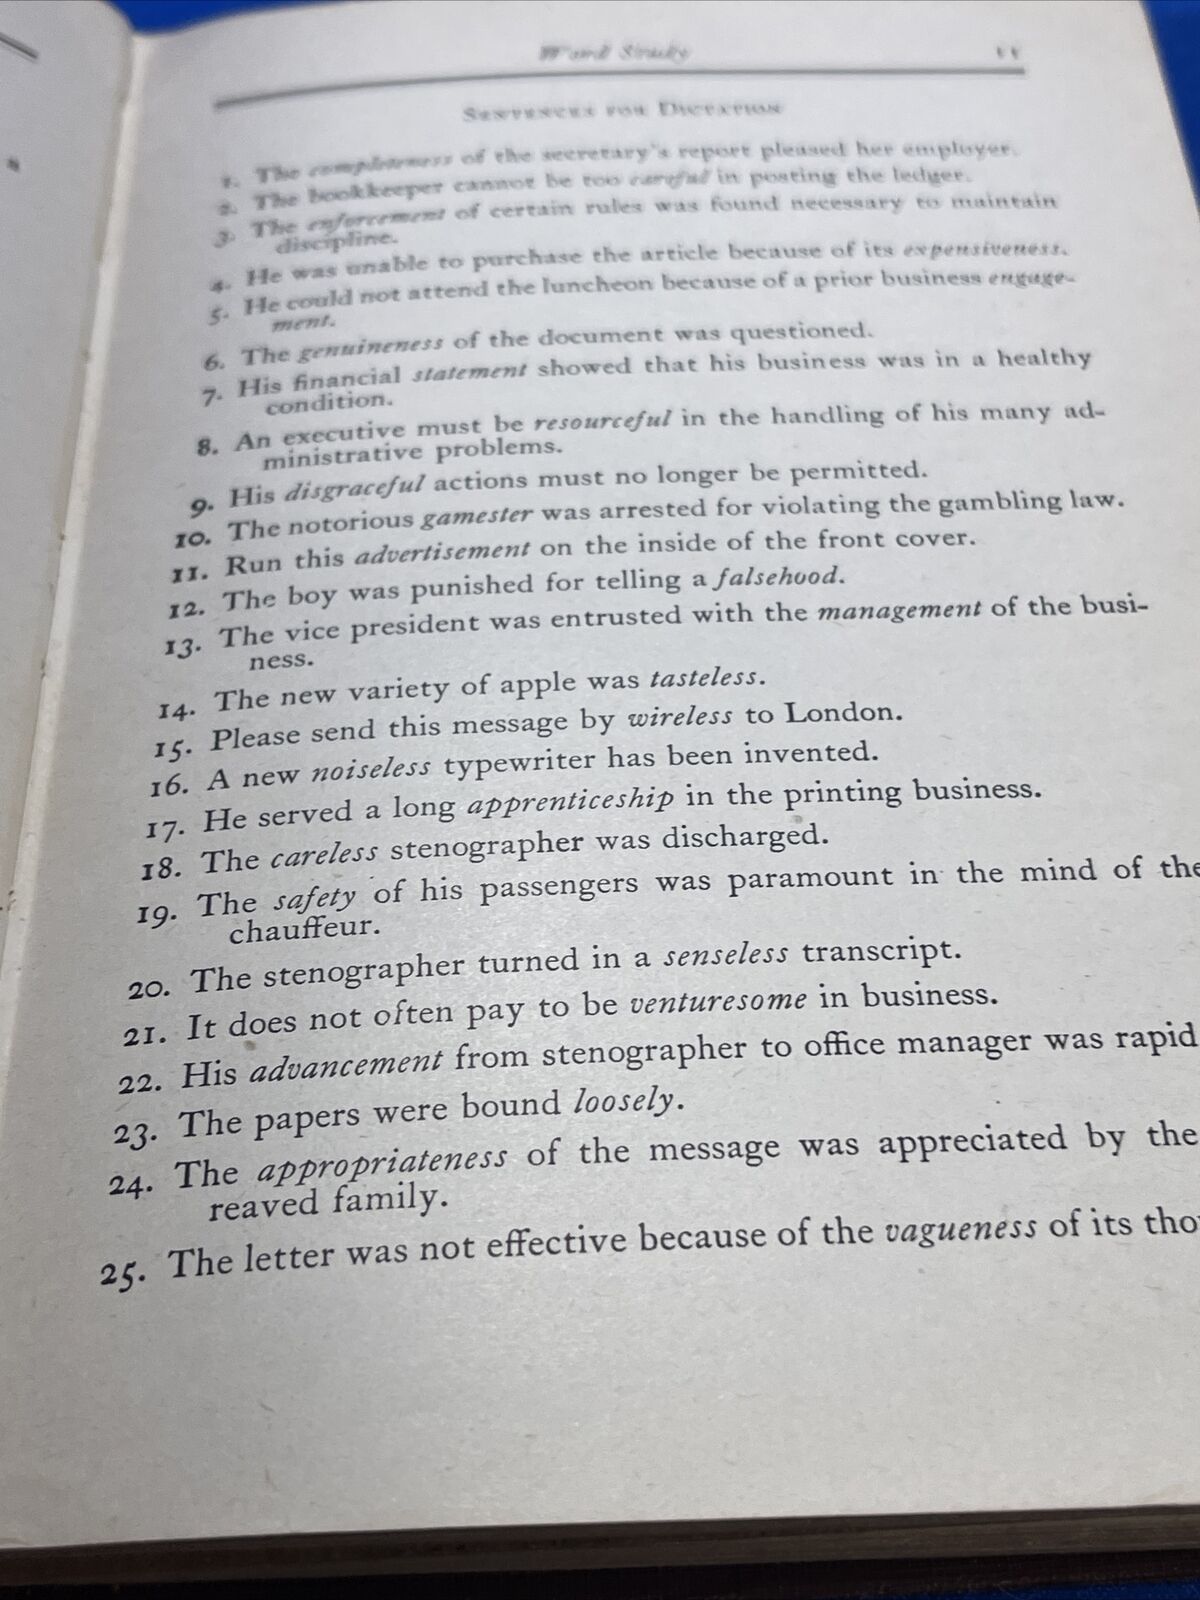 Word Study 11
SENTENCES FOR DICTATION
1. The completeness of the secretary's report pleased her employer.
2. The bookkeeper cannot be too careful in posting the ledger.
3. The enforcement of certain rules was found necessary to maintain
discipline.
4. He was unable to purchase the article because of its expensiveness.
5. He could not attend the luncheon because of a prior business engage-
ment.
6. The genuineness of the document was questioned.
7. His financial statement showed that his business was in a healthy
condition.
8. An executive must be resourceful in the handling of his many ad-
ministrative problems.
9. His disgraceful actions must no longer be permitted.
10. The notorious gamester was arrested for violating the gambling law.
11. Run this advertisement on the inside of the front cover.
12. The boy was punished for telling a falsehood.
13. The vice president was entrusted with the management of the busi-
ness.
14. The new variety of apple was tasteless.
15. Please send this message by wireless to London.
16. A new noiseless typewriter has been invented.
17. He served a long apprenticeship in the printing business.
18. The careless stenographer was discharged.
19. The safety of his passengers was paramount in the mind of the
chauffeur.
20. The stenographer turned in a senseless transcript.
21. It does not often pay to be venturesome in business.
22. His advancement from stenographer to office manager was rapid
23. The papers were bound loosely.
24. The appropriateness of the message was appreciated by the
reaved family.
25. The letter was not effective because of the vagueness of its